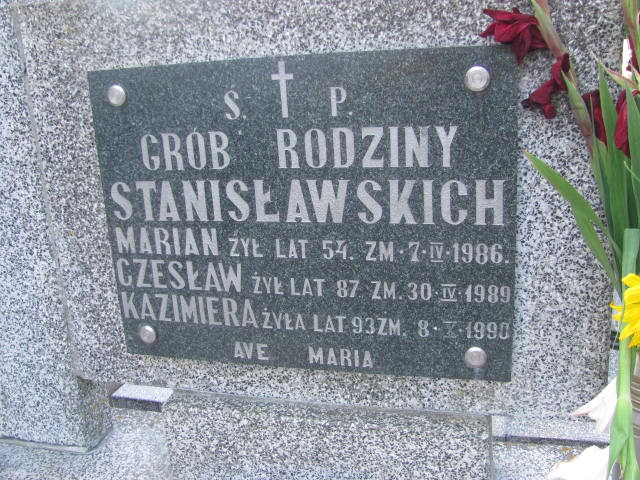 Ś. P.
GRÓB RODZINY
STANISŁAWSKICH
MARIAN ŻYŁ LAT 54. ZM. 7.IV.1986.
CZESŁAW ŻYŁ LAT 87 ZM. 30.IV.1989
KAZIMIERA ŻYŁA LAT 93 ZM. 8.X.1990
AVE MARIA